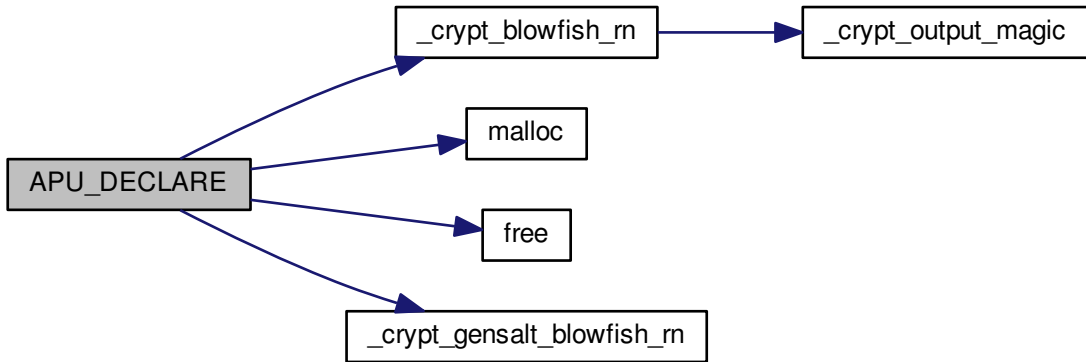 _crypt_blowfish_rn
_crypt_output_magic
malloc
APU_DECLARE
free
_crypt_gensalt_blowfish_rn